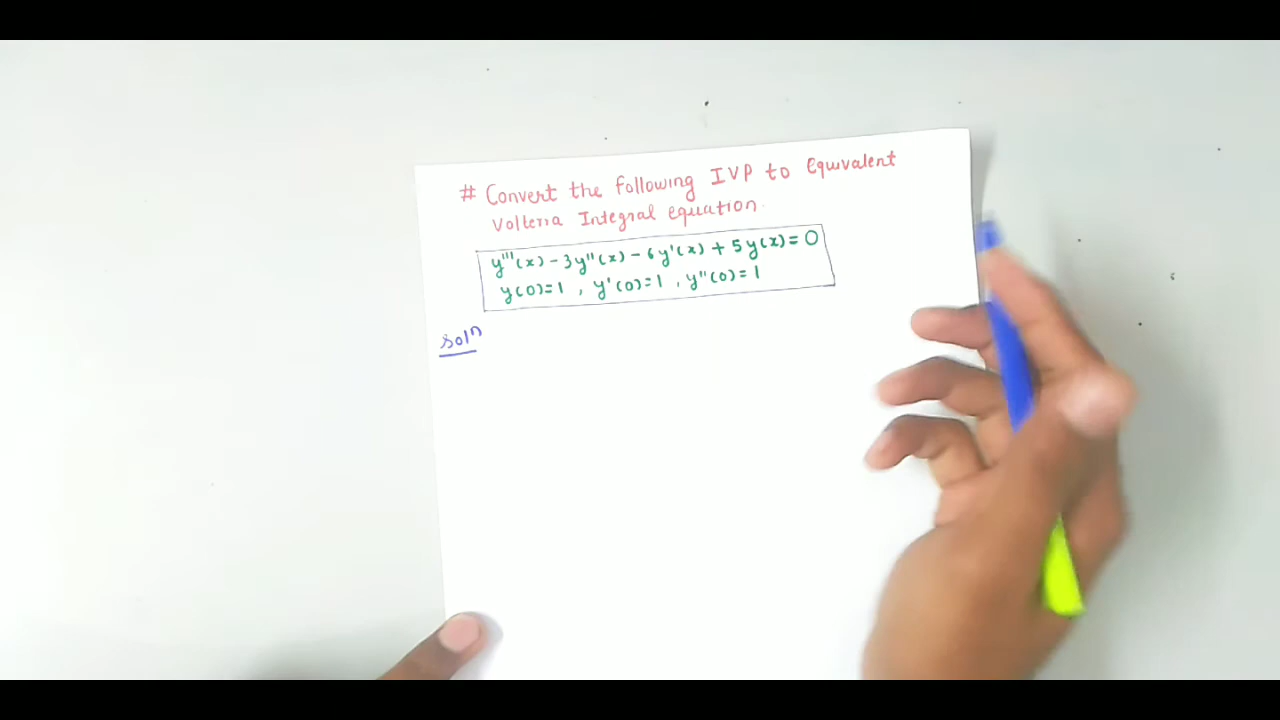 # Convert the following IVP to Equivalent
Volterra Integral equation.
y'''(x) - 3y''(x) - 6y'(x) + 5y(x) = 0
y(0)=1 , y'(0)=1 , y''(0)=1
Solⁿ